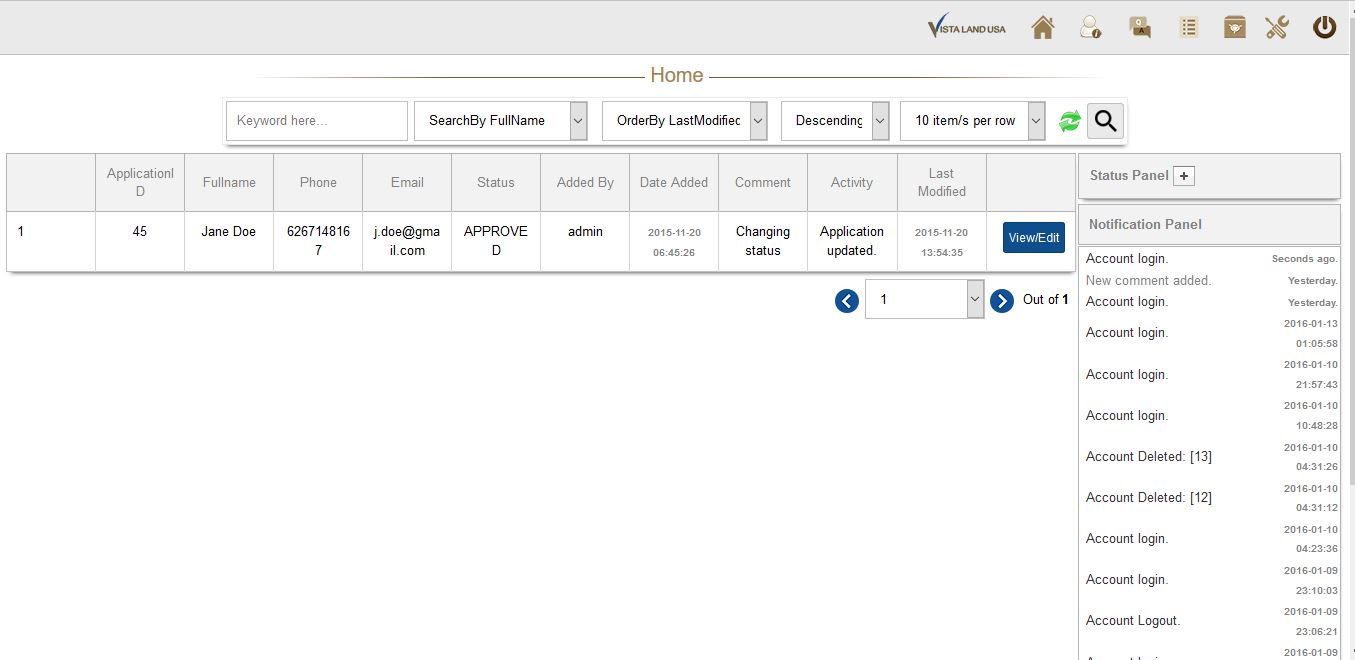 VISTA LAND USA
Q
A
Home
Keyword here...
SearchBy FullName
OrderBy LastModified
Descending
10 item/s per row
ApplicationI
D
Fullname
Phone
Email
Status
Added By
Date Added
Comment
Activity
Last
Modified
1
45
Jane Doe
626714816
7
j.doe@gma
il.com
APPROVE
D
admin
2015-11-20
06:45:26
Changing
status
Application
updated.
2015-11-20
13:54:35
View/Edit
1
Out of 1
Status Panel +
Notification Panel
Account login.
Seconds ago.
New comment added.
Yesterday.
Account login.
Yesterday.
Account login.
2016-01-13
01:05:58
Account login.
2016-01-10
21:57:43
Account login.
2016-01-10
10:48:28
Account Deleted: [13]
2016-01-10
04:31:26
Account Deleted: [12]
2016-01-10
04:31:12
Account login.
2016-01-10
04:23:36
Account login.
2016-01-09
23:10:03
Account Logout.
2016-01-09
23:06:21
2016-01-09